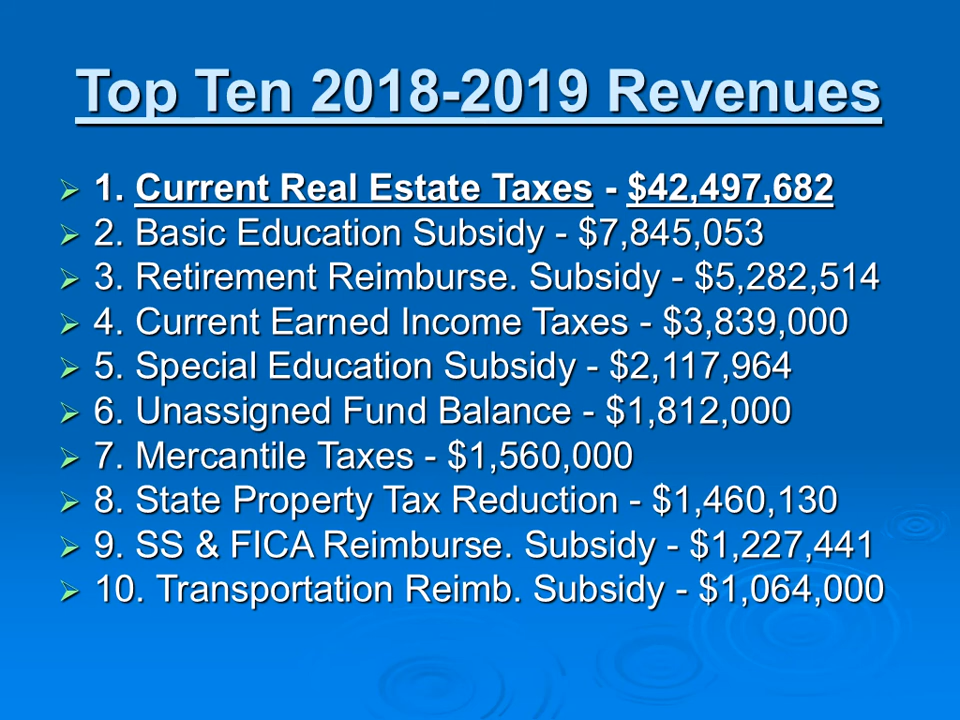 Top Ten 2018-2019 Revenues
➢ 1. Current Real Estate Taxes - $42,497,682
➢ 2. Basic Education Subsidy - $7,845,053
➢ 3. Retirement Reimburse. Subsidy - $5,282,514
➢ 4. Current Earned Income Taxes - $3,839,000
➢ 5. Special Education Subsidy - $2,117,964
➢ 6. Unassigned Fund Balance - $1,812,000
➢ 7. Mercantile Taxes - $1,560,000
➢ 8. State Property Tax Reduction - $1,460,130
➢ 9. SS & FICA Reimburse. Subsidy - $1,227,441
➢ 10. Transportation Reimb. Subsidy - $1,064,000